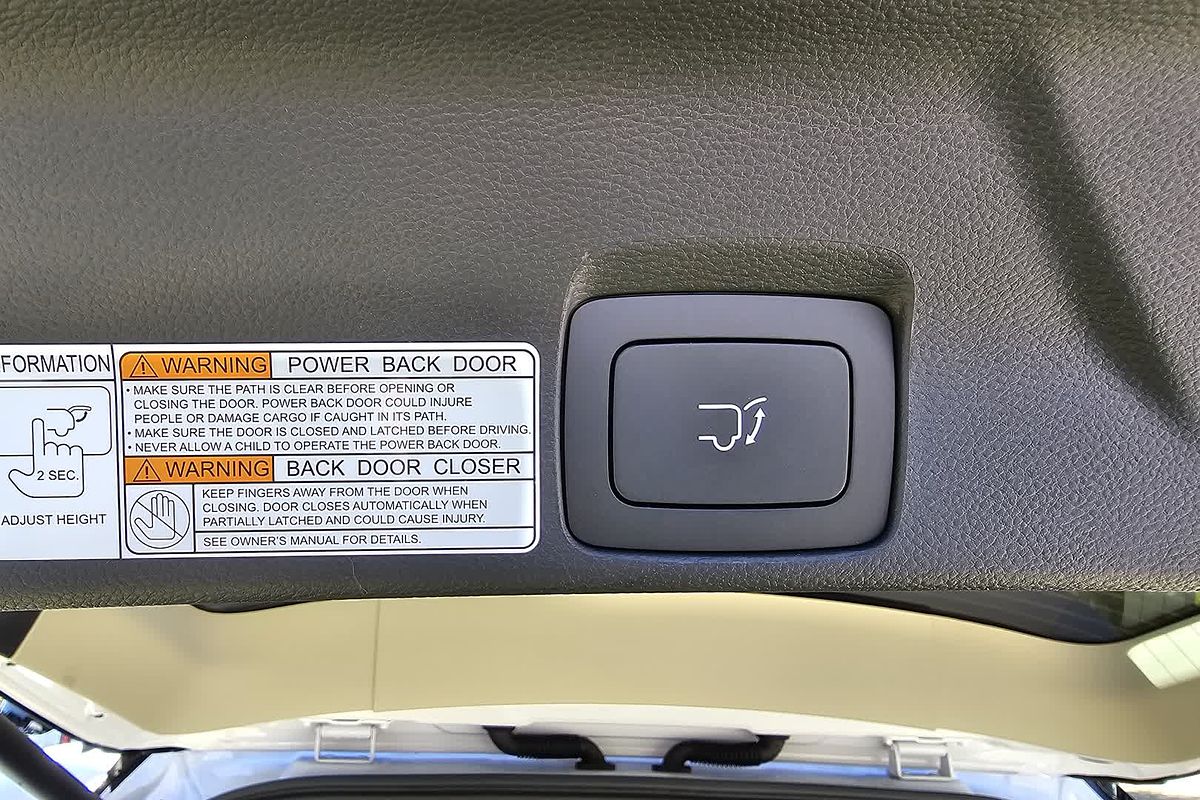 FORMATION
2 SEC.
ADJUST HEIGHT
WARNING POWER BACK DOOR
• MAKE SURE THE PATH IS CLEAR BEFORE OPENING OR
CLOSING THE DOOR. POWER BACK DOOR COULD INJURE
PEOPLE OR DAMAGE CARGO IF CAUGHT IN ITS PATH.
• MAKE SURE THE DOOR IS CLOSED AND LATCHED BEFORE DRIVING.
• NEVER ALLOW A CHILD TO OPERATE THE POWER BACK DOOR.
WARNING BACK DOOR CLOSER
KEEP FINGERS AWAY FROM THE DOOR WHEN
CLOSING. DOOR CLOSES AUTOMATICALLY WHEN
PARTIALLY LATCHED AND COULD CAUSE INJURY.
SEE OWNER'S MANUAL FOR DETAILS.